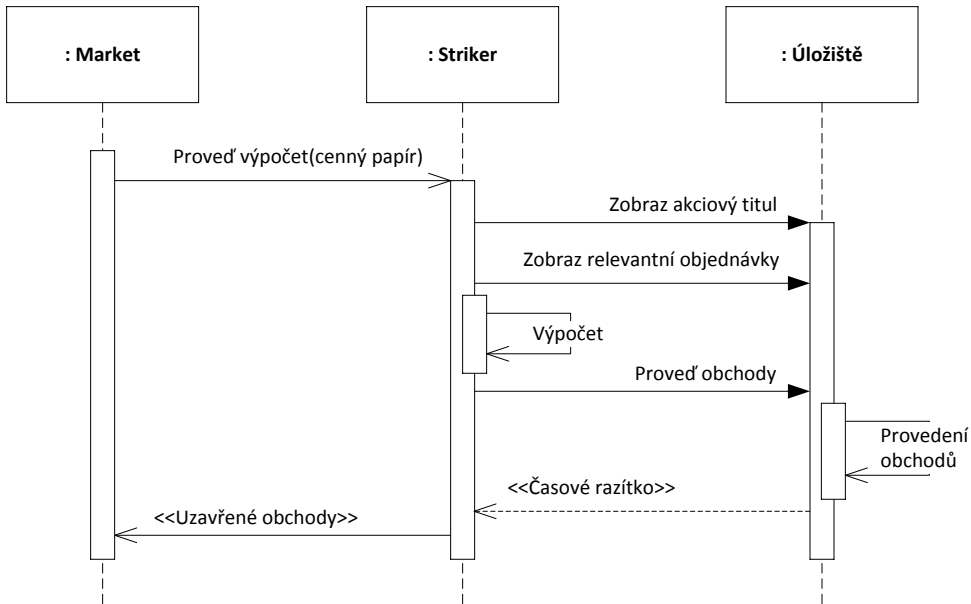 : Market
: Striker
: Úložiště
Proveď výpočet(cenný papír)
Zobraz akciový titul
Zobraz relevantní objednávky
Výpočet
Proveď obchody
Provedení
obchodů
<<Časové razítko>>
<<Uzavřené obchody>>